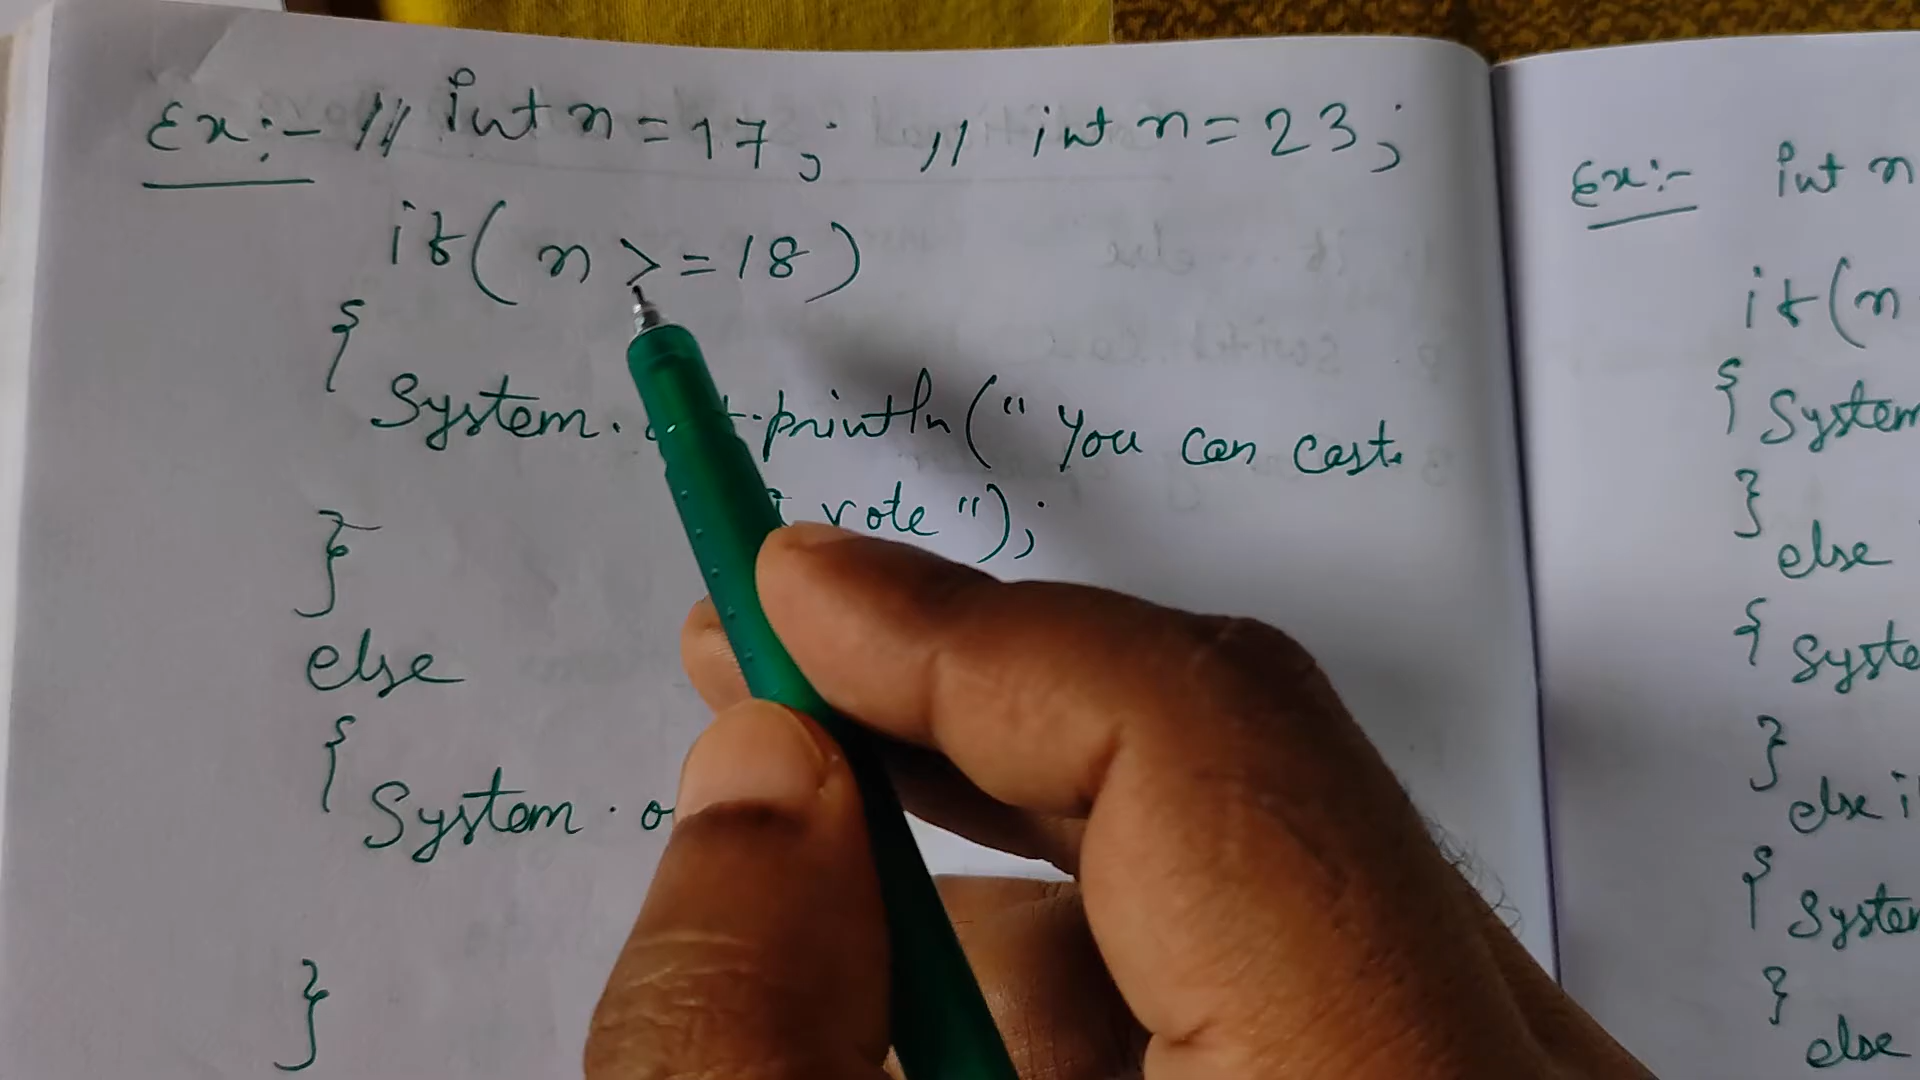 Ex:- // int n = 17; // int n = 23;
if( n >= 18 )
{
System. .println(" You can cast
vote ");
}
else
{
System.
}
Ex:- int n
if(n
{
System
}
else
{
Syste
}
else i
{
System
}
else